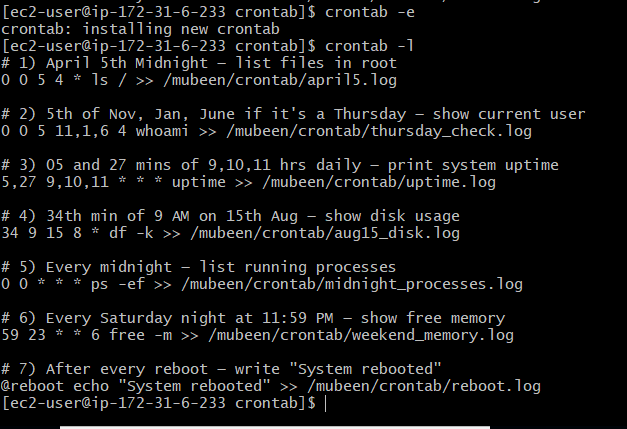 [ec2-user@ip-172-31-6-233 crontab]$ crontab -e
crontab: installing new crontab
[ec2-user@ip-172-31-6-233 crontab]$ crontab -l
# 1) April 5th Midnight – list files in root
0 0 5 4 * ls / >> /mubeen/crontab/april5.log

# 2) 5th of Nov, Jan, June if it's a Thursday – show current user
0 0 5 11,1,6 4 whoami >> /mubeen/crontab/thursday_check.log

# 3) 05 and 27 mins of 9,10,11 hrs daily – print system uptime
5,27 9,10,11 * * * uptime >> /mubeen/crontab/uptime.log

# 4) 34th min of 9 AM on 15th Aug – show disk usage
34 9 15 8 * df -k >> /mubeen/crontab/aug15_disk.log

# 5) Every midnight – list running processes
0 0 * * * ps -ef >> /mubeen/crontab/midnight_processes.log

# 6) Every Saturday night at 11:59 PM – show free memory
59 23 * * 6 free -m >> /mubeen/crontab/weekend_memory.log

# 7) After every reboot – write "System rebooted"
@reboot echo "System rebooted" >> /mubeen/crontab/reboot.log
[ec2-user@ip-172-31-6-233 crontab]$